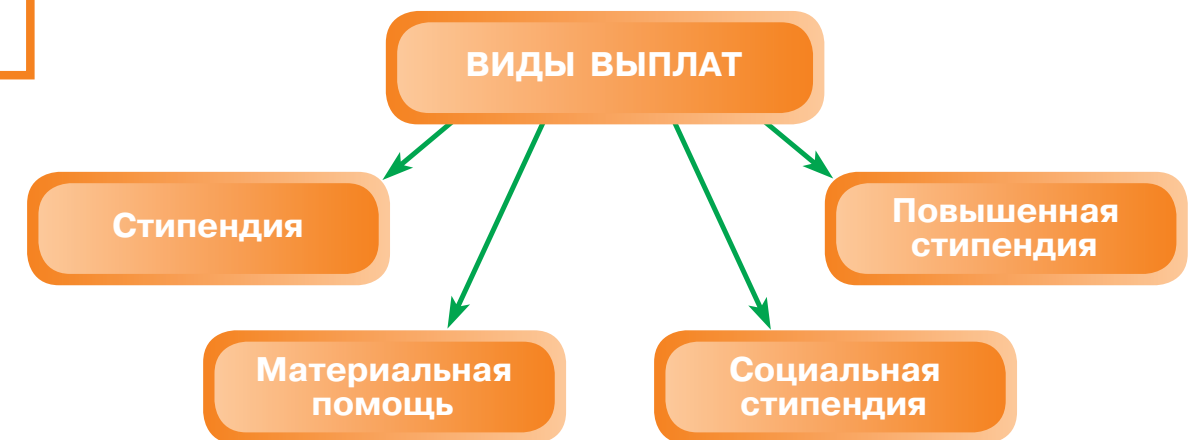 ВИДЫ ВЫПЛАТ
Стипендия
Повышенная
стипендия
Материальная
помощь
Социальная
стипендия